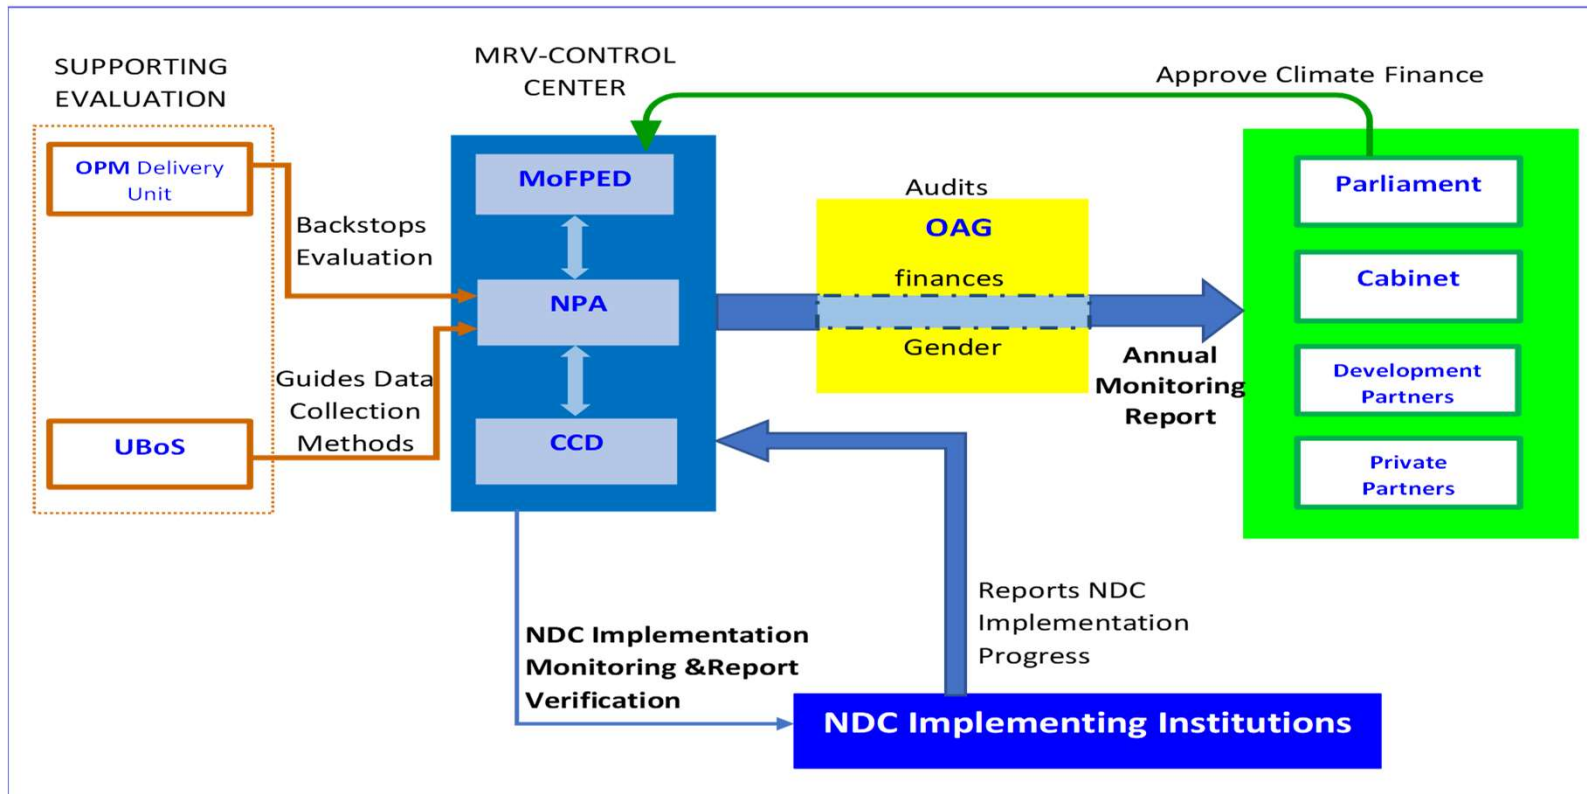 SUPPORTING
EVALUATION
OPM Delivery
Unit
UBoS
Backstops
Evaluation
Guides Data
Collection
Methods
MRV-CONTROL
CENTER
MoFPED
NPA
CCD
Audits
OAG
finances
Gender
Annual
Monitoring
Report
Approve Climate Finance
Parliament
Cabinet
Development
Partners
Private
Partners
NDC Implementation
Monitoring &Report
Verification
Reports NDC
Implementation
Progress
NDC Implementing Institutions